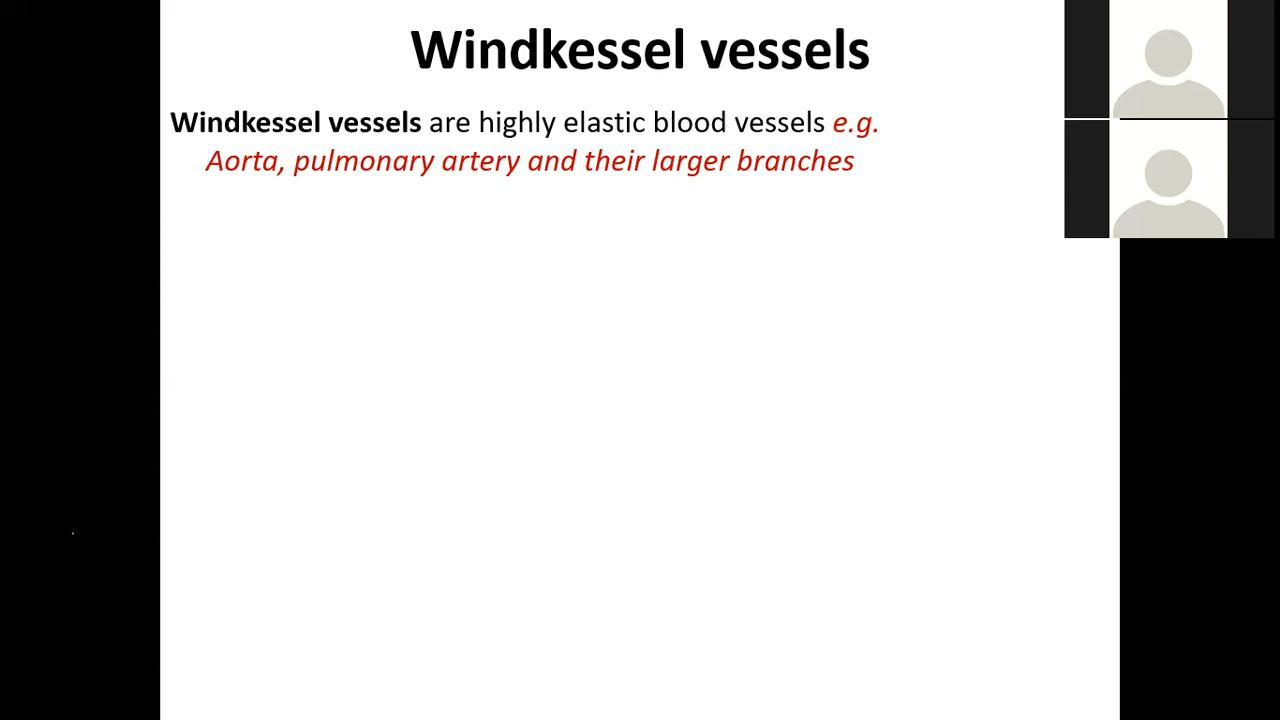 Windkessel vessels
Windkessel vessels are highly elastic blood vessels e.g.
Aorta, pulmonary artery and their larger branches